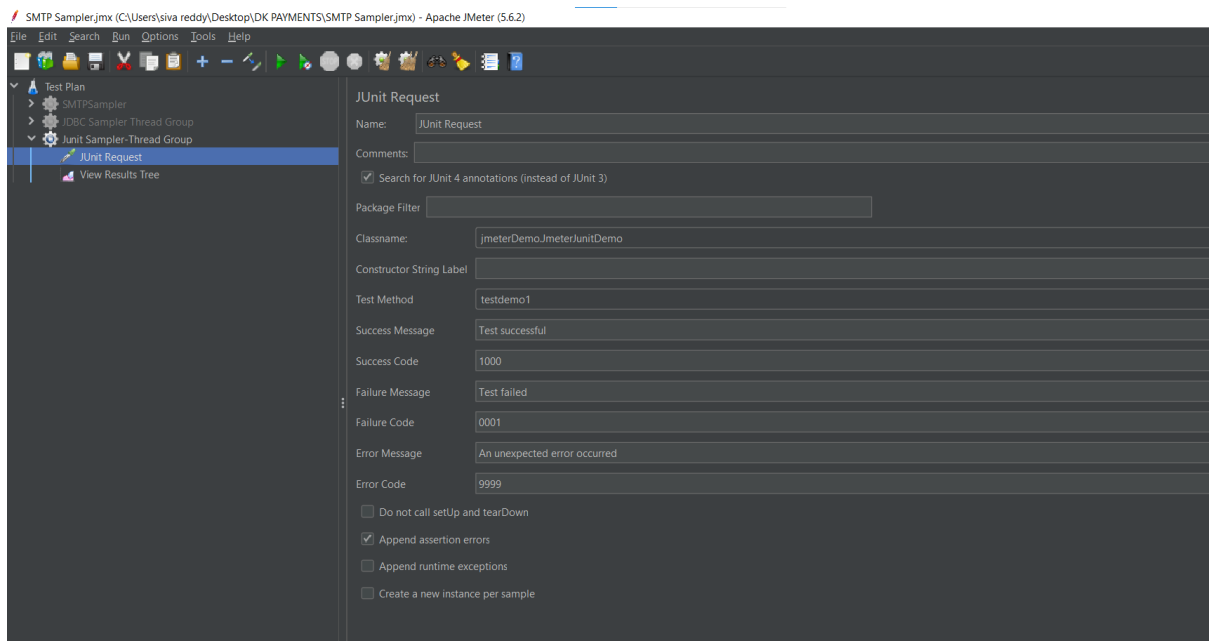 SMTP Sampler.jmx (C:\Users\siva reddy\Desktop\DK PAYMENTS\SMTP Sampler.jmx) - Apache JMeter (5.6.2)
File Edit Search Run Options Tools Help
Test Plan
SMTPSampler
JDBC Sampler Thread Group
Junit Sampler-Thread Group
JUnit Request
View Results Tree
JUnit Request
Name: JUnit Request
Comments:
Search for JUnit 4 annotations (instead of JUnit 3)
Package Filter
Classname: jmeterDemo.JmeterJunitDemo
Constructor String Label
Test Method testdemo1
Success Message Test successful
Success Code 1000
Failure Message Test failed
Failure Code 0001
Error Message An unexpected error occurred
Error Code 9999
Do not call setUp and tearDown
Append assertion errors
Append runtime exceptions
Create a new instance per sample